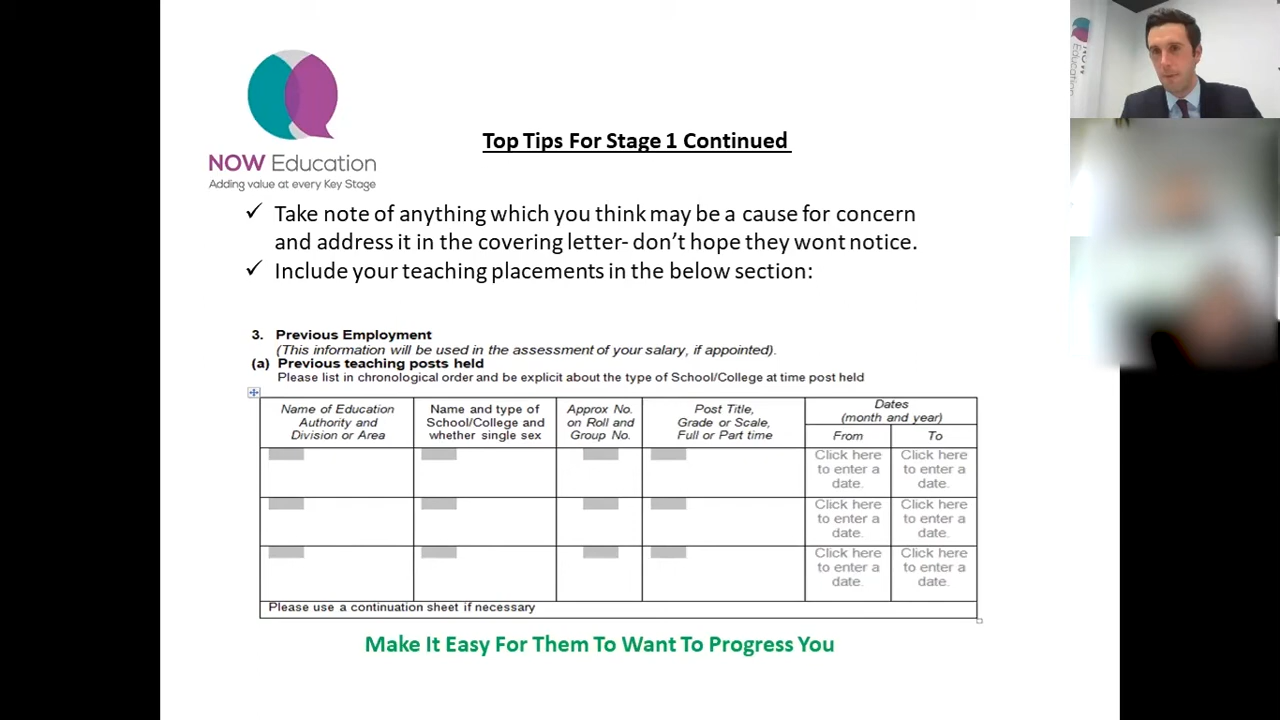 NOW Education
Adding value at every Key Stage
Top Tips For Stage 1 Continued
✓ Take note of anything which you think may be a cause for concern
and address it in the covering letter- don’t hope they wont notice.
✓ Include your teaching placements in the below section:
3. Previous Employment
(This information will be used in the assessment of your salary, if appointed).
(a) Previous teaching posts held
Please list in chronological order and be explicit about the type of School/College at time post held
Name of Education
Authority and
Division or Area
Name and type of
School/College and
whether single sex
Approx No.
on Roll and
Group No.
Post Title,
Grade or Scale,
Full or Part time
Dates
(month and year)
From
To
Click here
to enter a
date.
Click here
to enter a
date.
Click here
to enter a
date.
Click here
to enter a
date.
Click here
to enter a
date.
Click here
to enter a
date.
Please use a continuation sheet if necessary
Make It Easy For Them To Want To Progress You
NOW
Education